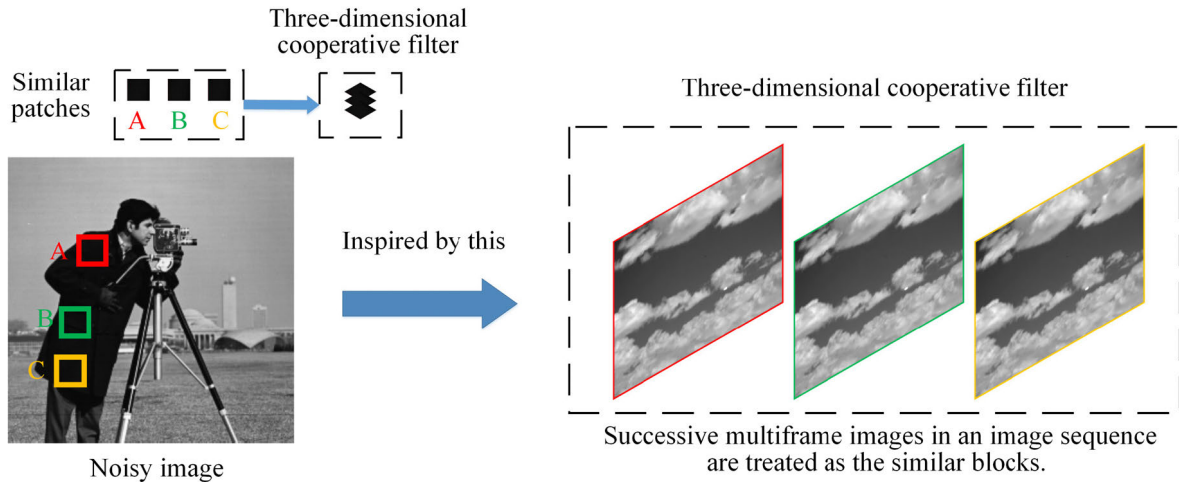 Three-dimensional
cooperative filter
Similar
patches
A B C
A
B
C
Noisy image
Inspired by this
Three-dimensional cooperative filter
Successive multiframe images in an image sequence
are treated as the similar blocks.